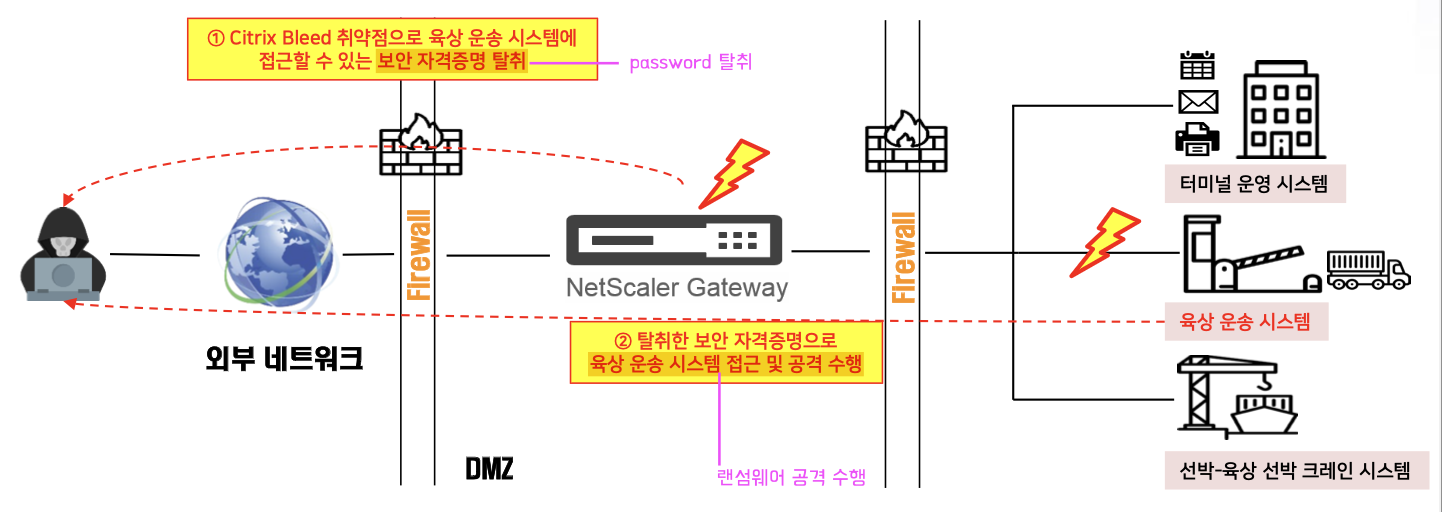 ① Citrix Bleed 취약점으로 육상 운송 시스템에
접근할 수 있는 보안 자격증명 탈취
password 탈취
Firewall
Firewall
터미널 운영 시스템
NetScaler Gateway
육상 운송 시스템
② 탈취한 보안 자격증명으로
육상 운송 시스템 접근 및 공격 수행
외부 네트워크
DMZ
랜섬웨어 공격 수행
선박-육상 선박 크레인 시스템